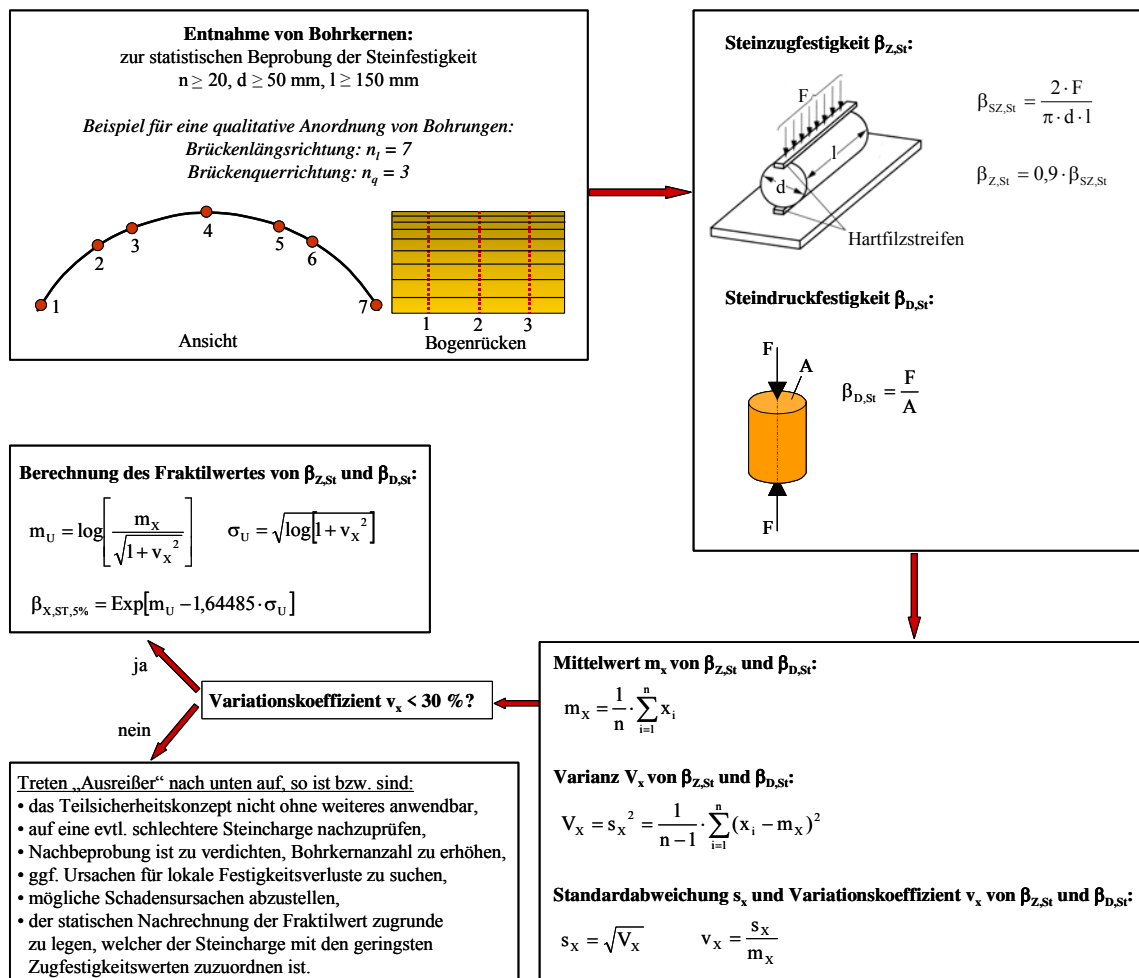 Entnahme von Bohrkernen:
zur statistischen Beprobung der Steinfestigkeit
n ≥ 20, d ≥ 50 mm, l ≥ 150 mm
Beispiel für eine qualitative Anordnung von Bohrungen:
Brückenlängsrichtung: n_l = 7
Brückenquerrichtung: n_q = 3
1
2
3
4
5
6
7
Ansicht
1 2 3
Bogenrücken
Steinzugfestigkeit β_Z,St:
F
l
d
Hartfilzstreifen
β_SZ,St = (2 · F) / (π · d · l)
β_Z,St = 0,9 · β_SZ,St
Steindruckfestigkeit β_D,St:
F
A
F
β_D,St = F / A
Mittelwert m_x von β_Z,St und β_D,St:
m_X = (1/n) · Σ_{i=1}^{n} x_i
Varianz V_x von β_Z,St und β_D,St:
V_X = s_X² = (1/(n−1)) · Σ_{i=1}^{n} (x_i − m_X)²
Standardabweichung s_x und Variationskoeffizient v_x von β_Z,St und β_D,St:
s_X = √V_X v_X = s_X / m_X
Variationskoeffizient v_x < 30 %?
ja
nein
Berechnung des Fraktilwertes von β_Z,St und β_D,St:
m_U = log[m_X / √(1 + v_X²)] σ_U = √(log[1 + v_X²])
β_X,ST,5% = Exp[m_U − 1,64485 · σ_U]
Treten „Ausreißer“ nach unten auf, so ist bzw. sind:
• das Teilsicherheitskonzept nicht ohne weiteres anwendbar,
• auf eine evtl. schlechtere Steincharge nachzuprüfen,
• Nachbeprobung ist zu verdichten, Bohrkernanzahl zu erhöhen,
• ggf. Ursachen für lokale Festigkeitsverluste zu suchen,
• mögliche Schadensursachen abzustellen,
• der statischen Nachrechnung der Fraktilwert zugrunde
zu legen, welcher der Steincharge mit den geringsten
Zugfestigkeitswerten zuzuordnen ist.